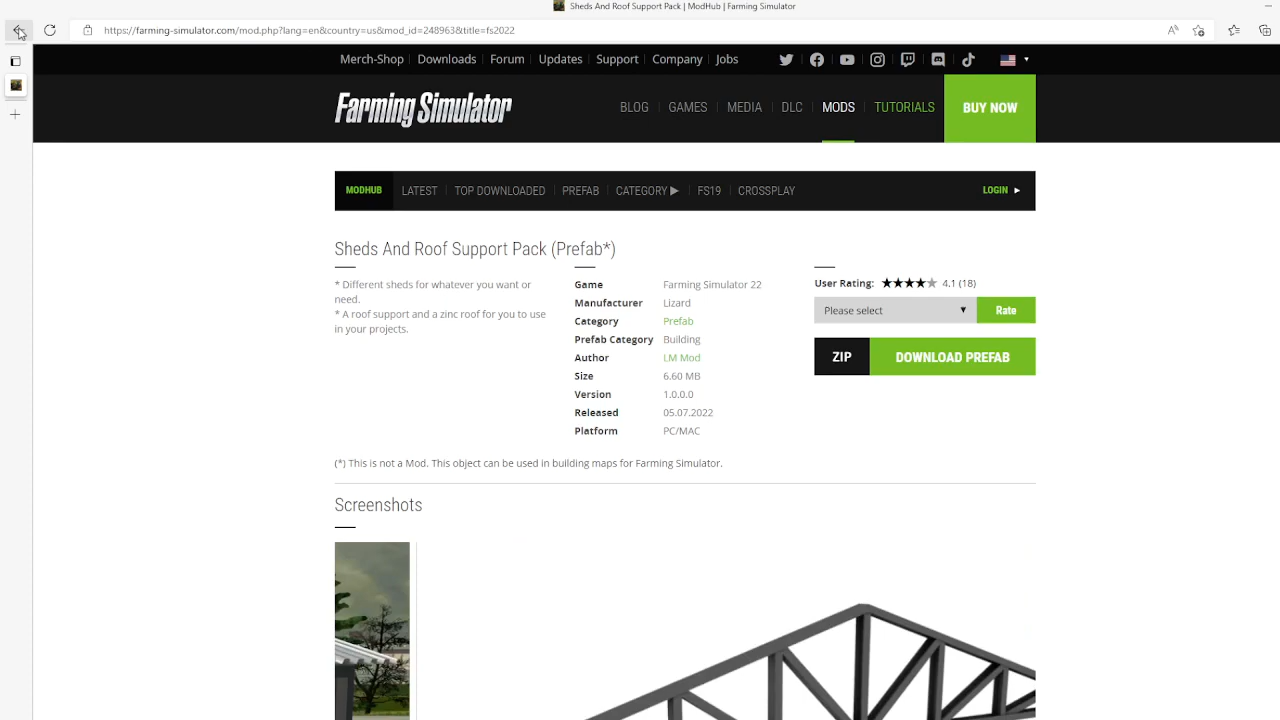 Sheds And Roof Support Pack | ModHub | Farming Simulator
https://farming-simulator.com/mod.php?lang=en&country=us&mod_id=248963&title=fs2022
Merch-Shop Downloads Forum Updates Support Company Jobs
Farming Simulator
BLOG GAMES MEDIA DLC MODS TUTORIALS BUY NOW
MODHUB LATEST TOP DOWNLOADED PREFAB CATEGORY ▶ FS19 CROSSPLAY LOGIN ►
Sheds And Roof Support Pack (Prefab*)
* Different sheds for whatever you want or
need.
* A roof support and a zinc roof for you to use
in your projects.
Game Farming Simulator 22
Manufacturer Lizard
Category Prefab
Prefab Category Building
Author LM Mod
Size 6.60 MB
Version 1.0.0.0
Released 05.07.2022
Platform PC/MAC
User Rating: ★★★★★ 4.1 (18)
Please select ▼ Rate
ZIP DOWNLOAD PREFAB
(*) This is not a Mod. This object can be used in building maps for Farming Simulator.
Screenshots